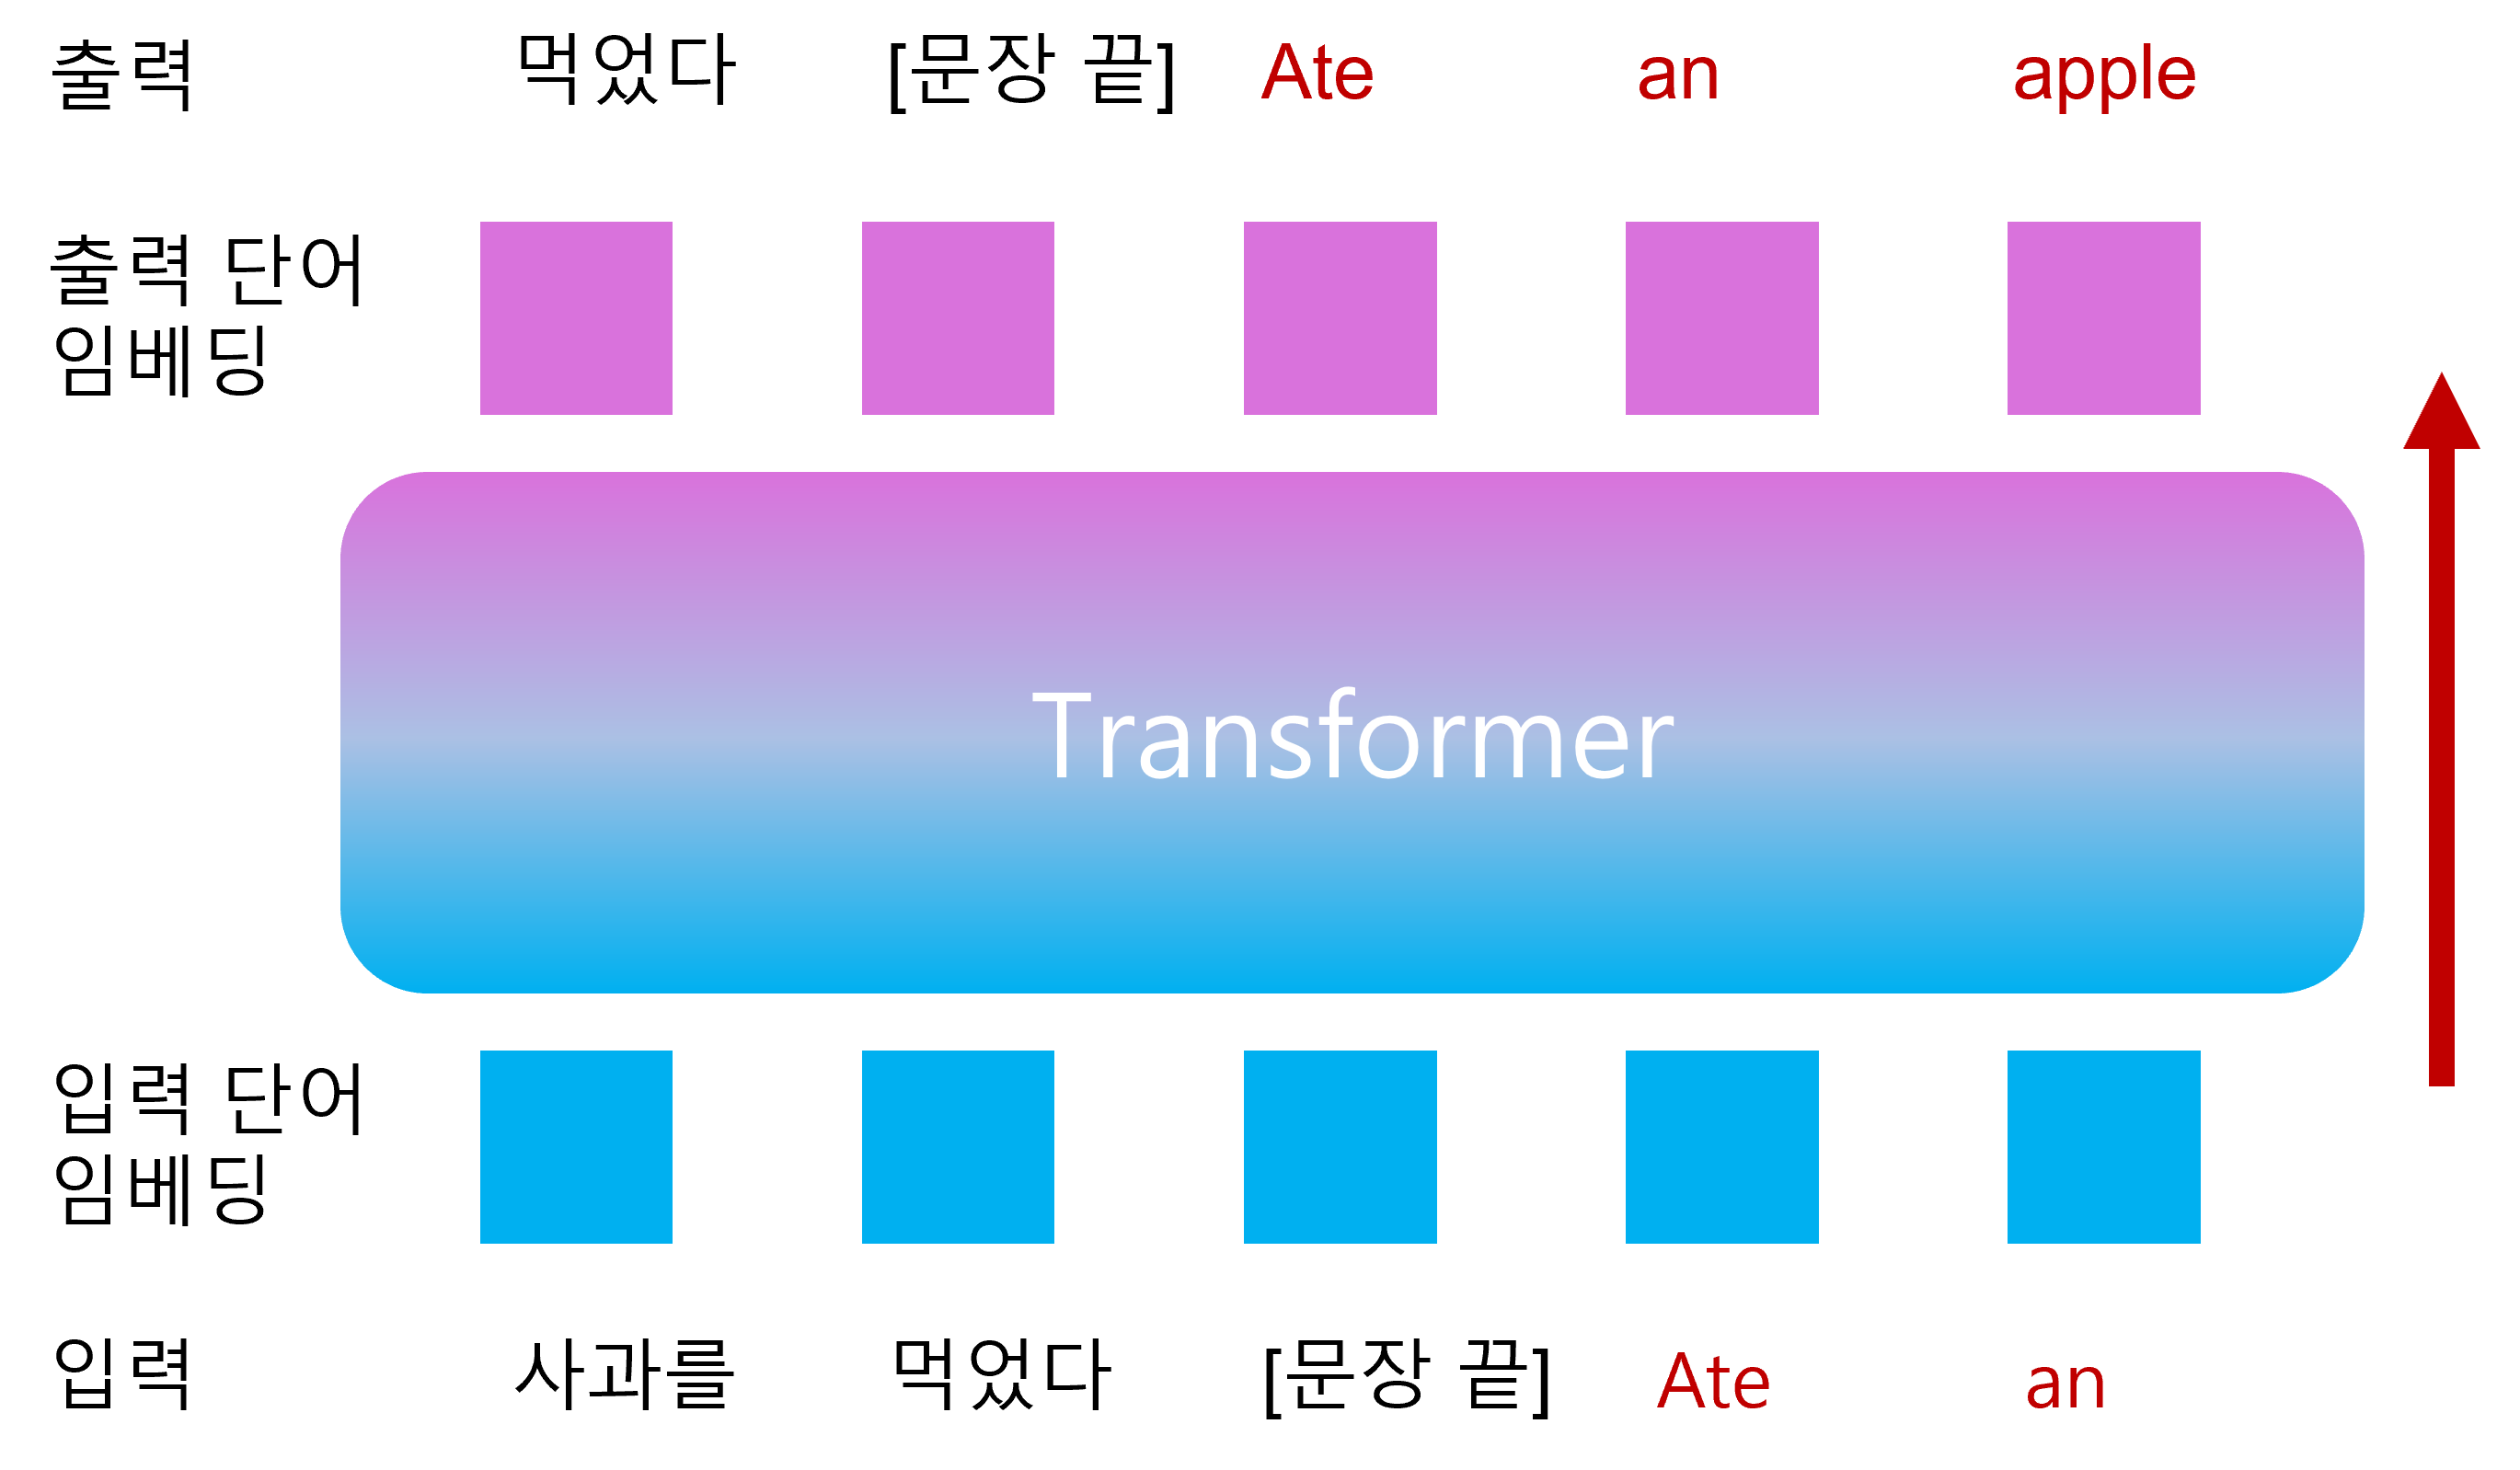 출력 먹었다 [문장 끝] Ate an apple
출력 단어
임베딩
Transformer
입력 단어
임베딩
입력 사과를 먹었다 [문장 끝] Ate an